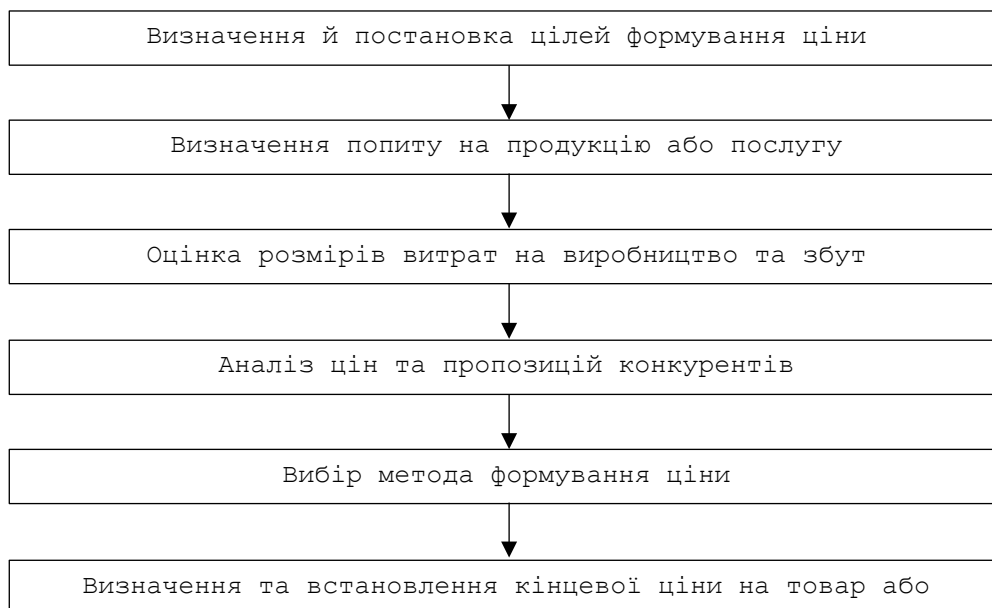 Визначення й постановка цілей формування ціни
Визначення попиту на продукцію або послугу
Оцінка розмірів витрат на виробництво та збут
Аналіз цін та пропозицій конкурентів
Вибір метода формування ціни
Визначення та встановлення кінцевої ціни на товар або